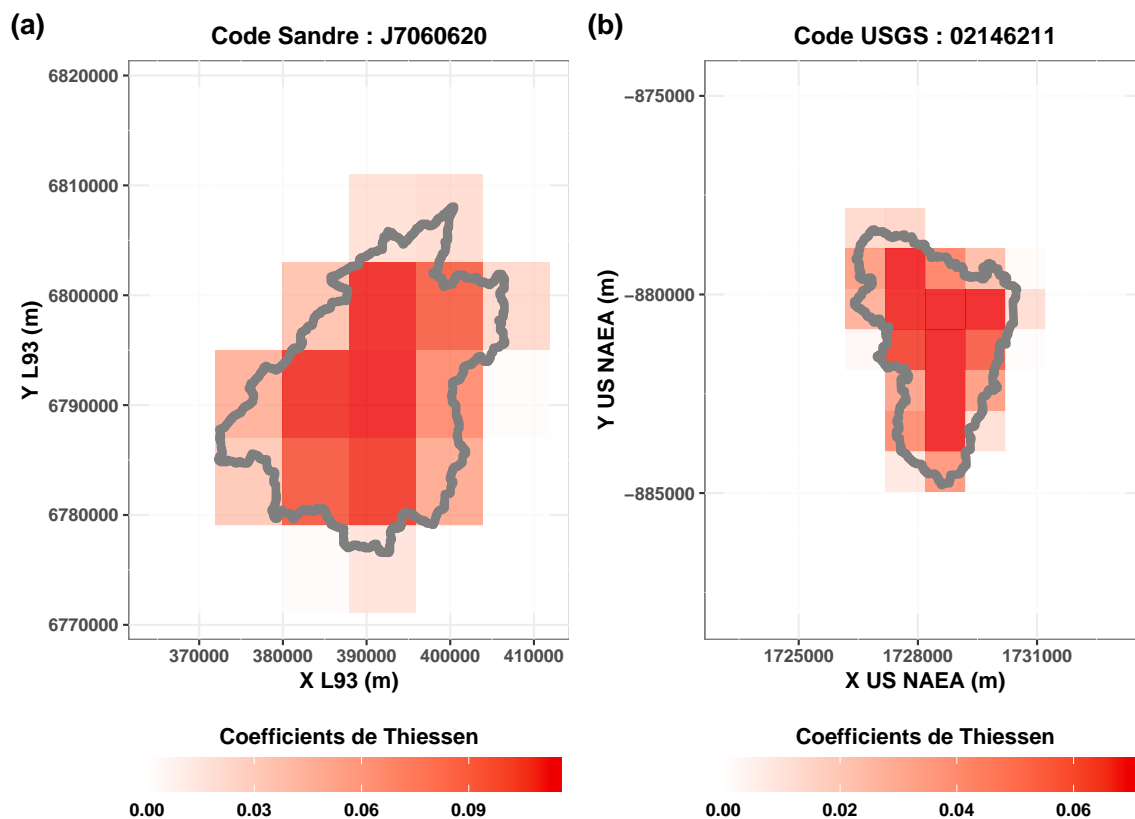 (a)
Code Sandre : J7060620
6820000
6810000
6800000
6790000
6780000
6770000
Y L93 (m)
370000 380000 390000 400000 410000
X L93 (m)
Coefficients de Thiessen
0.00 0.03 0.06 0.09
(b)
Code USGS : 02146211
−875000
−880000
−885000
Y US NAEA (m)
1725000 1728000 1731000
X US NAEA (m)
Coefficients de Thiessen
0.00 0.02 0.04 0.06